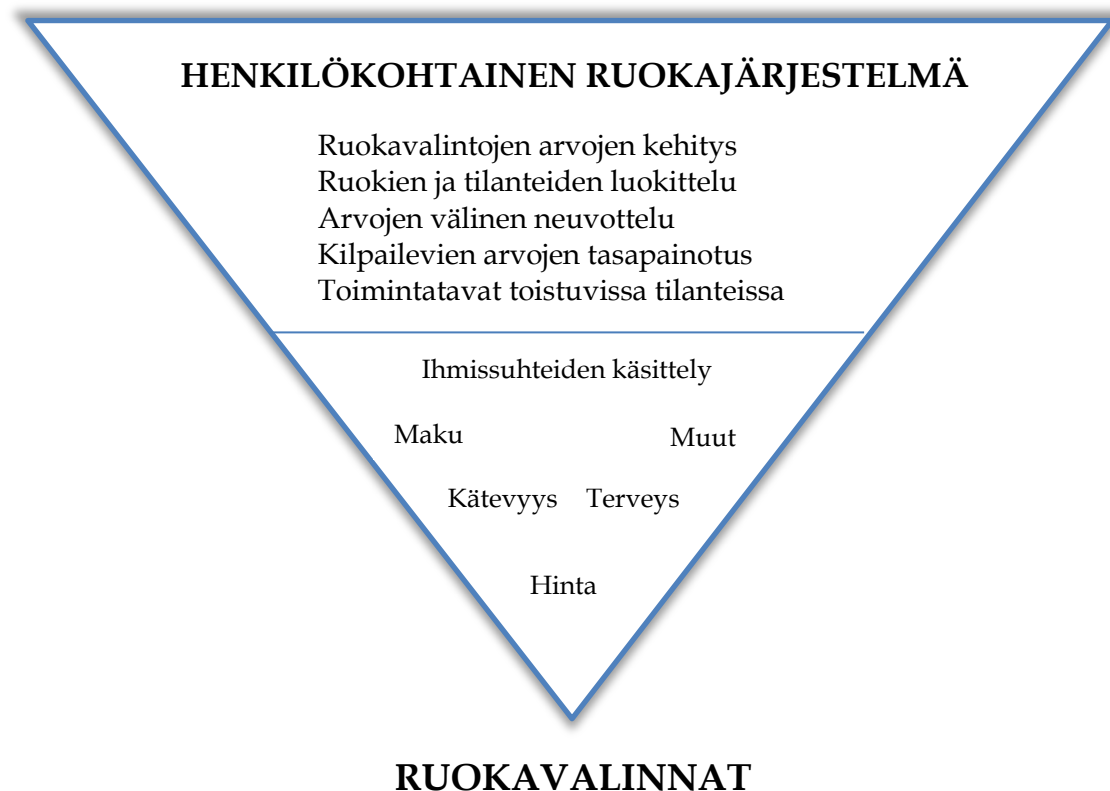 HENKILÖKOHTAINEN RUOKAJÄRJESTELMÄ
Ruokavalintojen arvojen kehitys
Ruokien ja tilanteiden luokittelu
Arvojen välinen neuvottelu
Kilpailevien arvojen tasapainotus
Toimintatavat toistuvissa tilanteissa
Ihmissuhteiden käsittely
Maku Muut
Kätevyys Terveys
Hinta
RUOKAVALINNAT